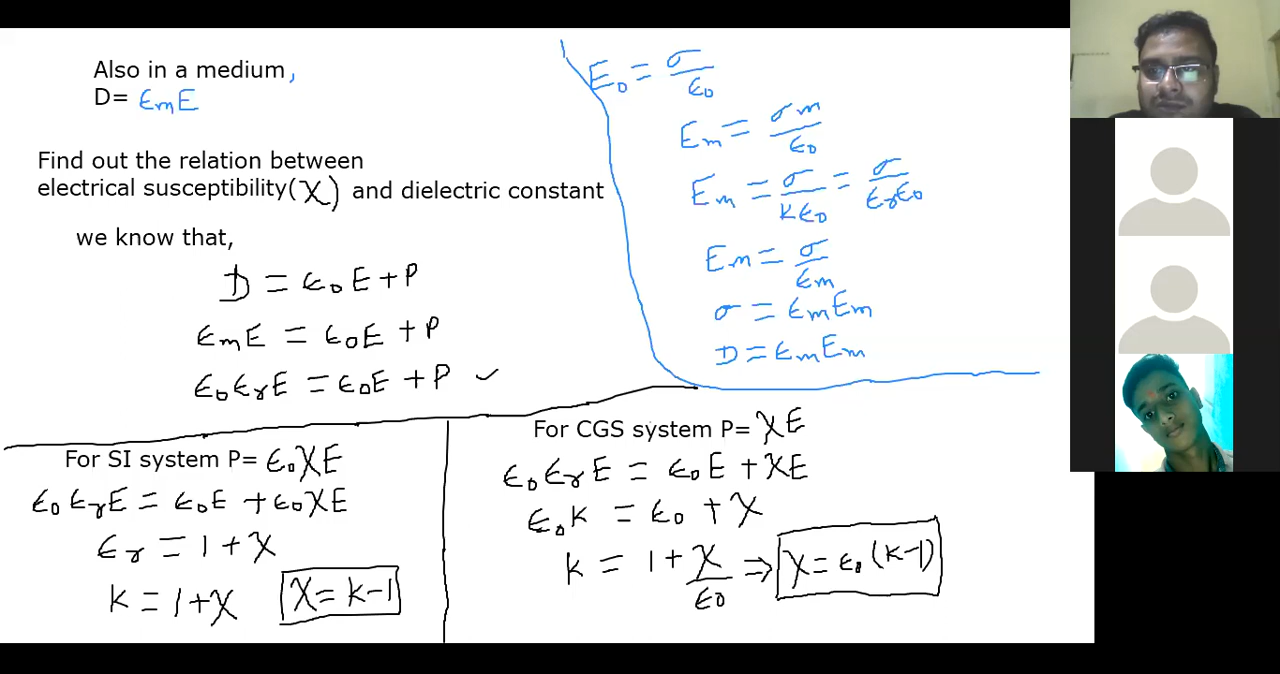 Also in a medium,
D= ϵmE
Find out the relation between
electrical susceptibility(χ) and dielectric constant
we know that,
D = ϵ₀E + P
ϵmE = ϵ₀E + P
ϵ₀ϵrE = ϵ₀E + P ✓
E₀ = σ/ϵ₀
Em = σm/ϵ₀
Em = σ/kϵ₀ = σ/ϵrϵ₀
Em = σ/ϵm
σ = ϵmEm
D = ϵmEm
For SI system P= ϵ₀χE
ϵ₀ϵrE = ϵ₀E + ϵ₀χE
ϵr = 1 + χ
k = 1 + χ
χ = k-1
For CGS system P= χE
ϵ₀ϵrE = ϵ₀E + χE
ϵ₀k = ϵ₀ + χ
k = 1 + χ/ϵ₀ ⇒ χ = ϵ₀(k-1)